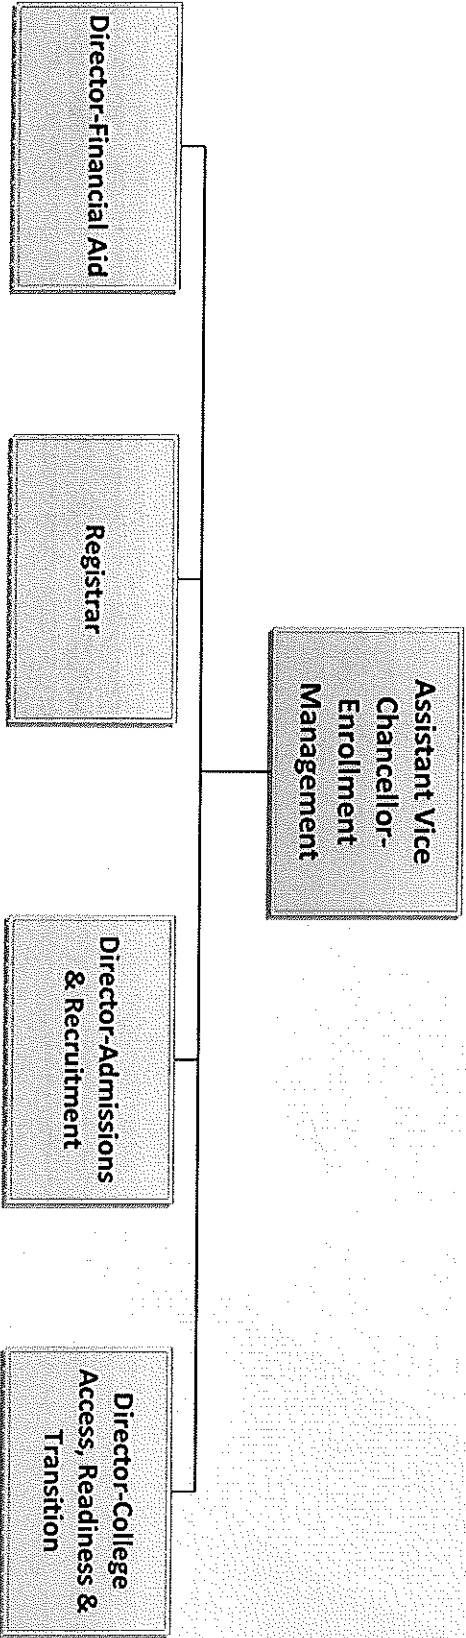 Assistant Vice
Chancellor-
Enrollment
Management
Director-Financial Aid
Registrar
Director-Admissions
& Recruitment
Director-College
Access, Readiness &
Transition